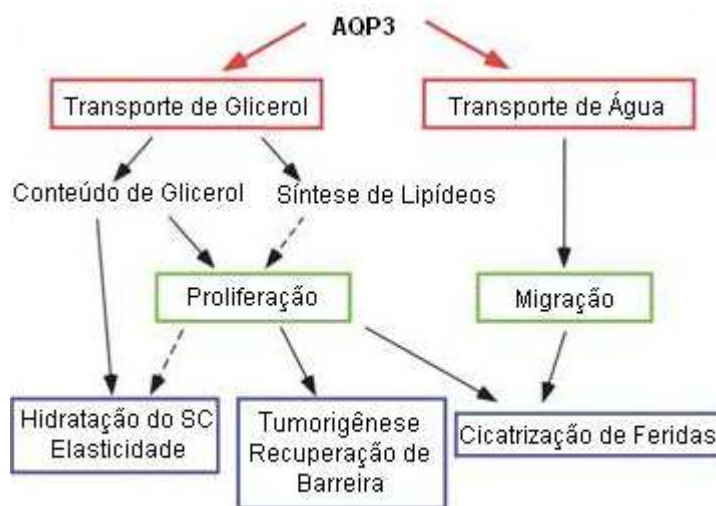 AQP3
Transporte de Glicerol
Transporte de Água
Conteúdo de Glicerol
Síntese de Lipídeos
Proliferação
Migração
Hidratação do SC
Elasticidade
Tumorigênese
Recuperação de
Barreira
Cicatrização de Feridas